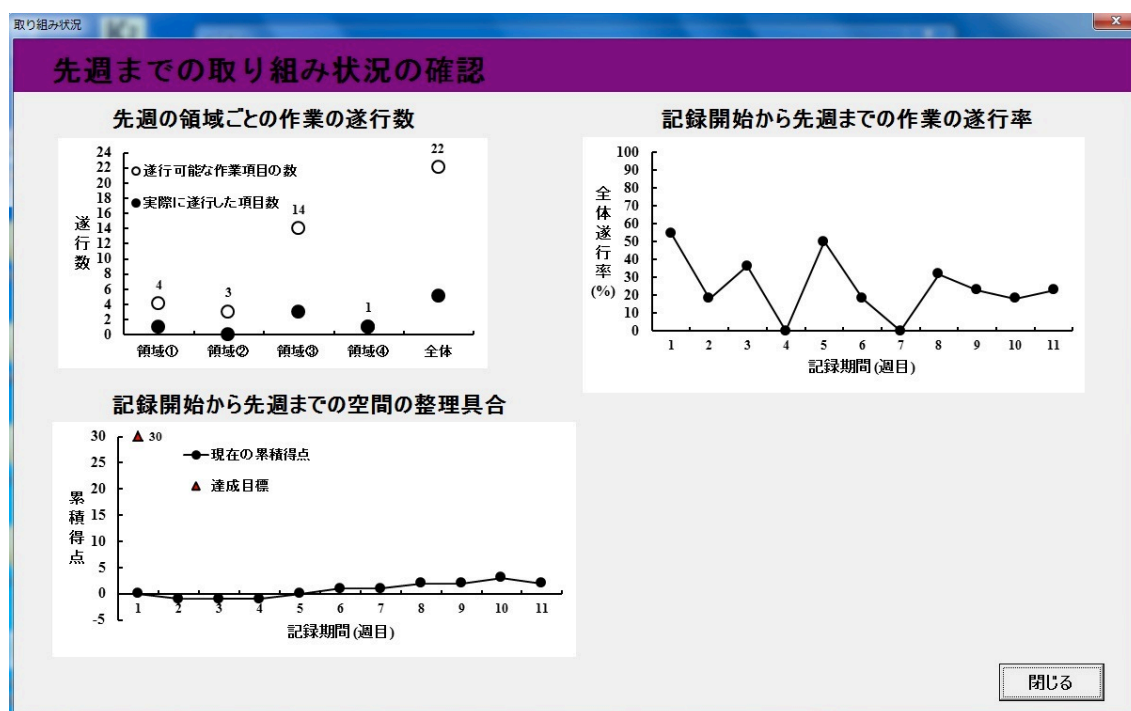 取り組み状況
先週までの取り組み状況の確認
先週の領域ごとの作業の遂行数
24
22
20
18
16
14
12
10
8
6
4
2
0
遂行数
遂行可能な作業項目の数
実際に遂行した項目数
4
3
14
1
22
領域① 領域② 領域③ 領域④ 全体
記録開始から先週までの作業の遂行率
100
90
80
70
60
50
40
30
20
10
0
全体遂行率(%)
1 2 3 4 5 6 7 8 9 10 11
記録期間(週目)
記録開始から先週までの空間の整理具合
30
25
20
15
10
5
0
-5
累積得点
30
現在の累積得点
達成目標
1 2 3 4 5 6 7 8 9 10 11
記録期間(週目)
閉じる